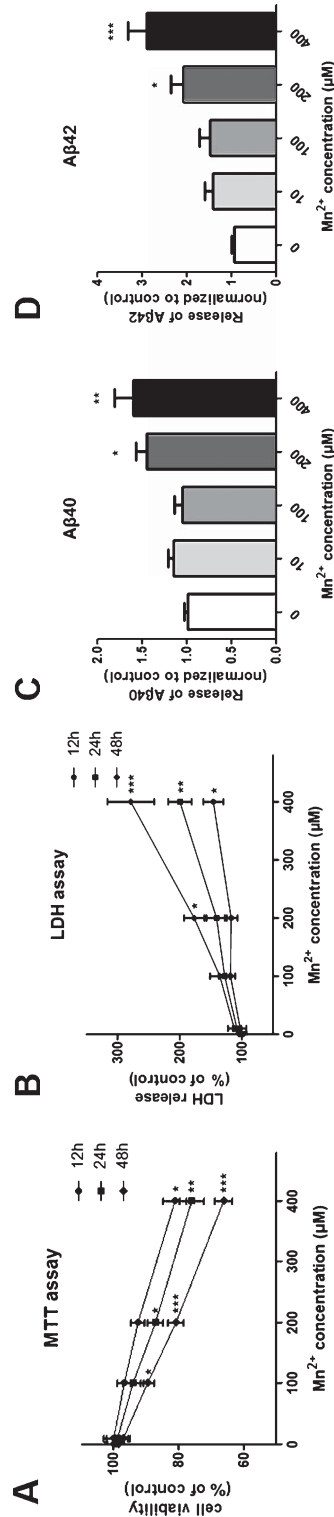 A
MTT assay
12h
24h
48h
cell viability
(% of control)
100
80
60
0
100
200
300
400
*
**
***
*
***
*
Mn2+ concentration (µM)
B
LDH assay
12h
24h
48h
LDH release
(% of control)
300
200
100
0
100
200
300
400
***
**
*
*
Mn2+ concentration (µM)
C
Aβ40
Release of Aβ40
(normalized to control)
2.0
1.5
1.0
0.5
0.0
*
**
0
10
100
200
400
Mn2+ concentration (µM)
D
Aβ42
Release of Aβ42
(normalized to control)
4
3
2
1
0
*
***
0
10
100
200
400
Mn2+ concentration (µM)